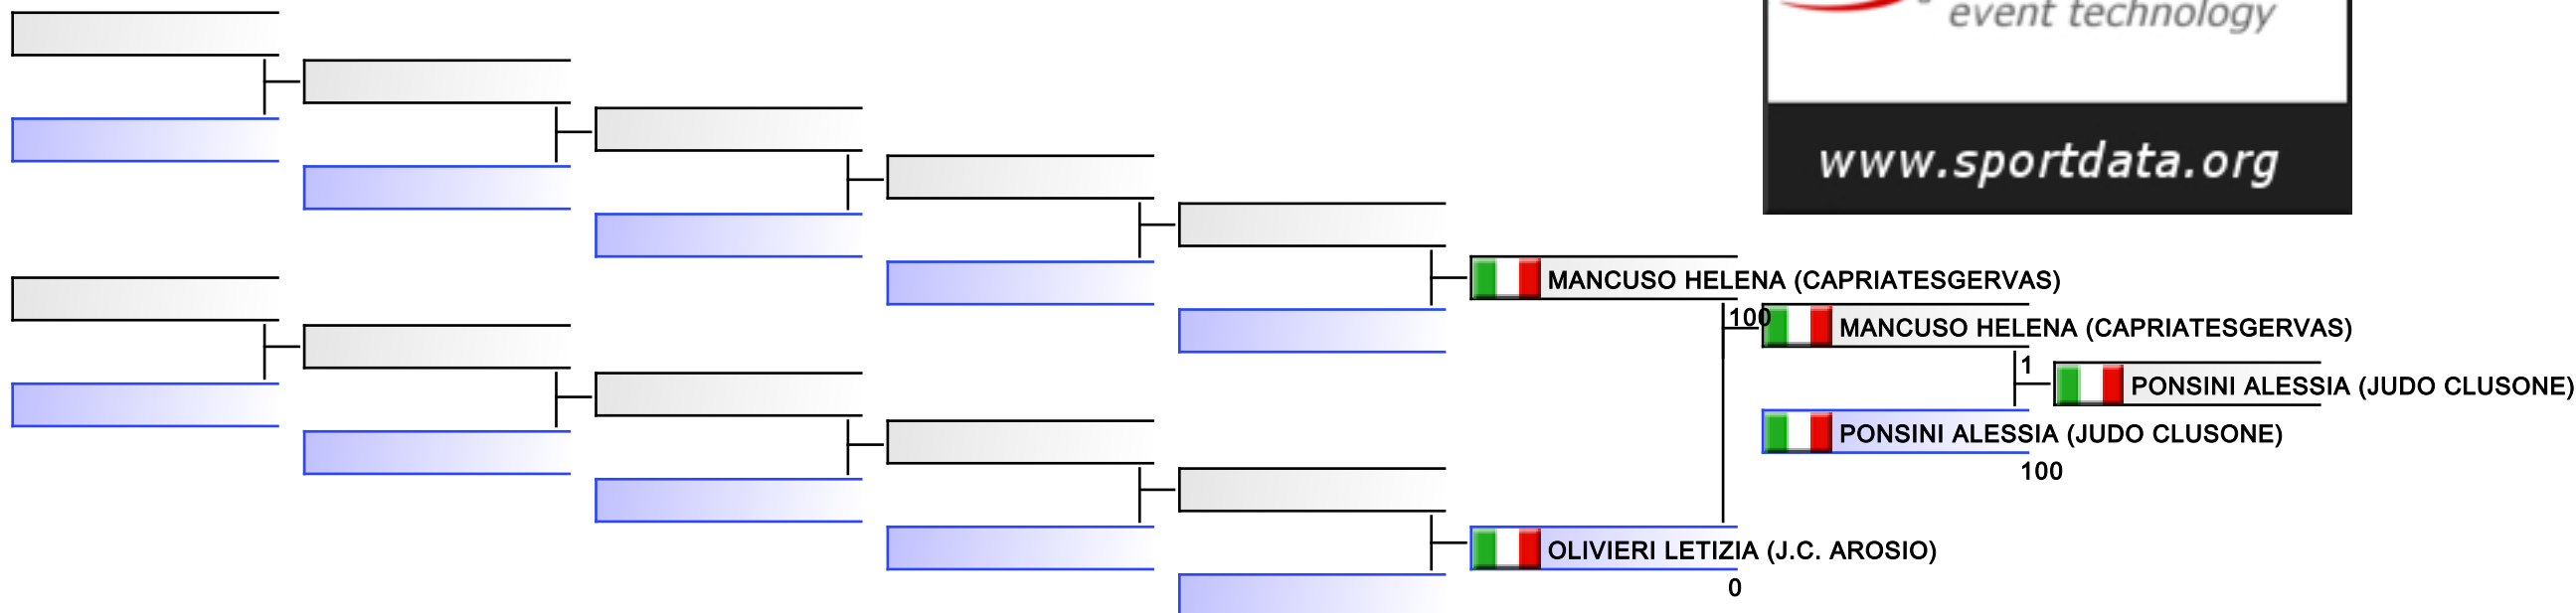 event technology
www.sportdata.org
MANCUSO HELENA (CAPRIATESGERVAS)
100
MANCUSO HELENA (CAPRIATESGERVAS)
1
PONSINI ALESSIA (JUDO CLUSONE)
PONSINI ALESSIA (JUDO CLUSONE)
100
OLIVIERI LETIZIA (J.C. AROSIO)
0